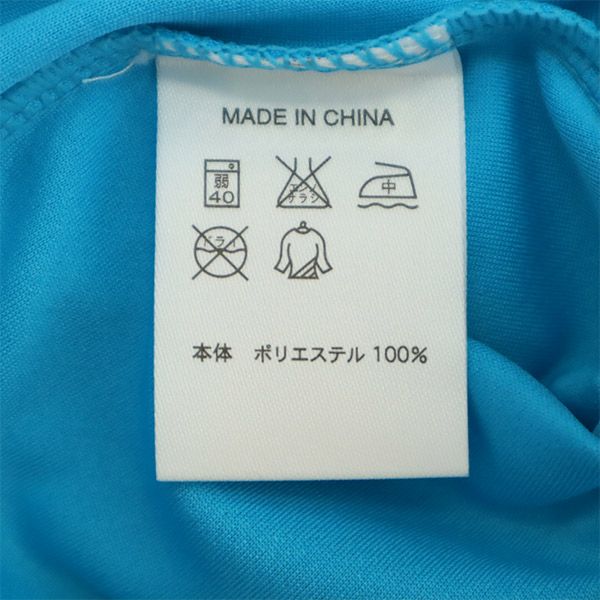 MADE IN CHINA
弱 エンソ 中
40 チラシ
ドライ
本体 ポリエステル 100%